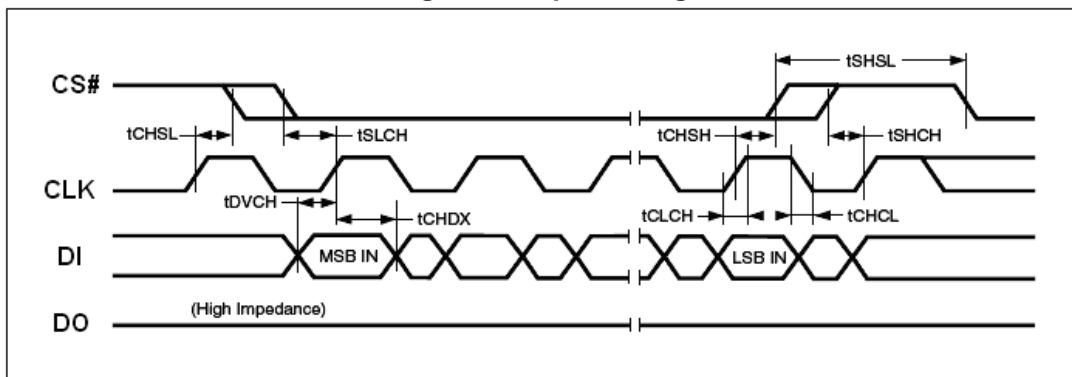 CS#
tSHSL
tCHSL
tSLCH
tCHSH
tSHCH
CLK
tDVCH
tCHDX
tCLCH
tCHCL
DI
MSB IN
LSB IN
(High Impedance)
DO